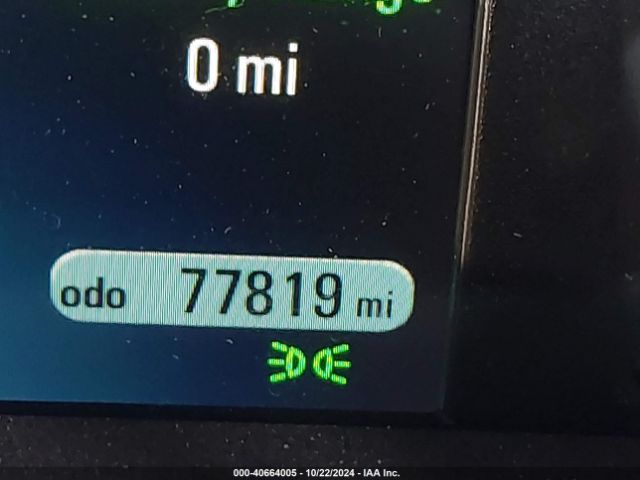 0 mi
odo 77819 mi
000-40664005 - 10/22/2024 - IAA Inc.